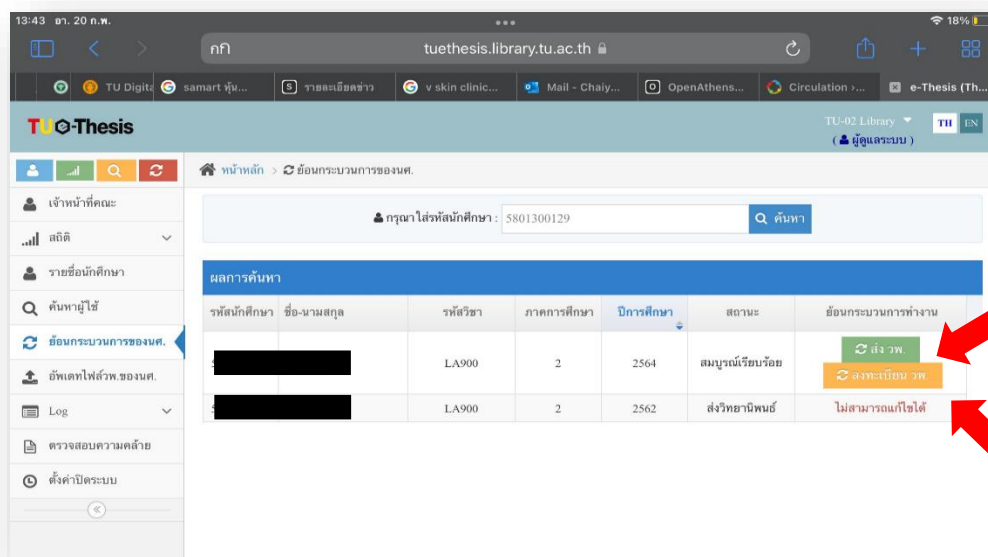 13:43 อา. 20 ก.พ.
18%
กกี
tuethesis.library.tu.ac.th
TU Digita
samart หุ้น...
รายละเอียดข่าว
v skin clinic...
Mail - Chaiy...
OpenAthens...
Circulation ›...
e-Thesis (Th...
TU e-Thesis
TU-02 Library
( ผู้ดูแลระบบ )
TH EN
หน้าหลัก > ย้อนกระบวนการของนศ.
เจ้าหน้าที่คณะ
สถิติ
รายชื่อนักศึกษา
ค้นหาผู้ใช้
ย้อนกระบวนการของนศ.
อัพเดทไฟล์วพ.ของนศ.
Log
ตรวจสอบความคล้าย
ตั้งค่าปิดระบบ
กรุณาใส่รหัสนักศึกษา : 5801300129 ค้นหา
ผลการค้นหา
รหัสนักศึกษา ชื่อ-นามสกุล รหัสวิชา ภาคการศึกษา ปีการศึกษา สถานะ ย้อนกระบวนการทำงาน
LA900 2 2564 สมบูรณ์เรียบร้อย ส่ง วพ.
ลงทะเบียน วพ.
LA900 2 2562 ส่งวิทยานิพนธ์ ไม่สามารถแก้ไขได้